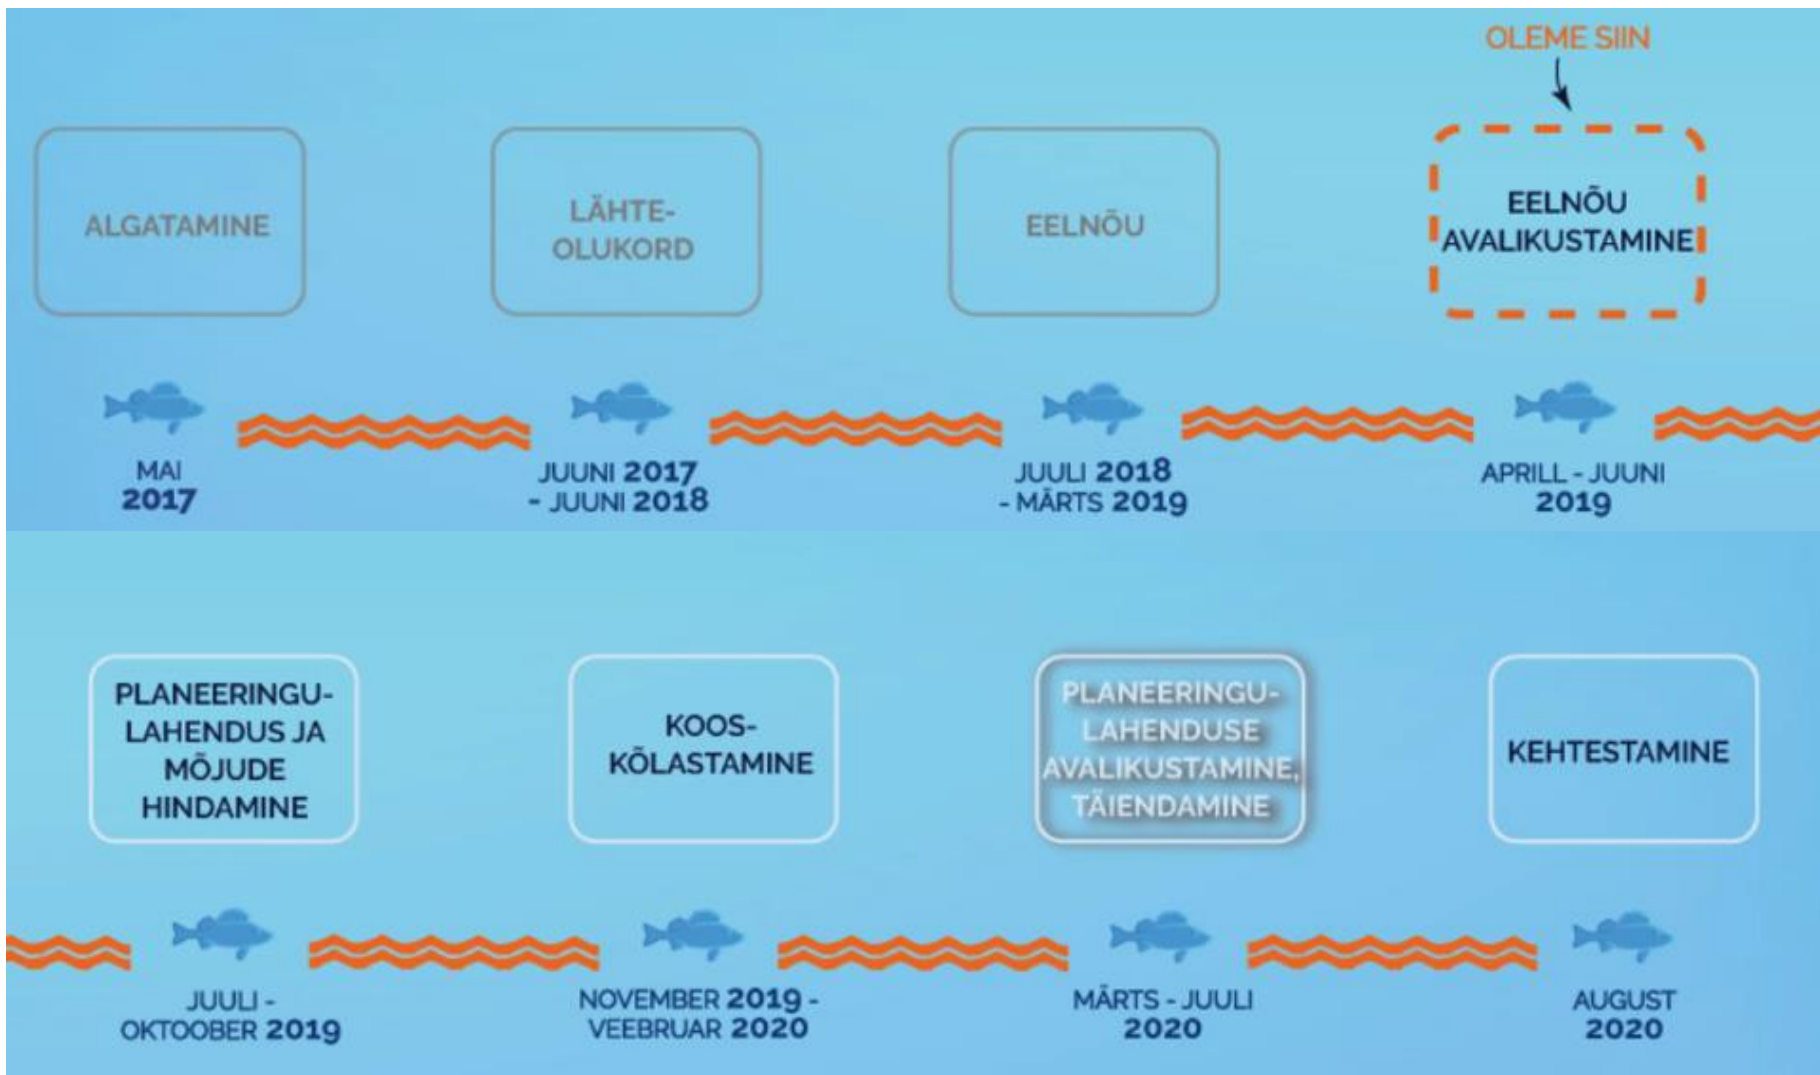 OLEME SIIN
ALGATAMINE
LÄHTE-
OLUKORD
EELNÕU
EELNÕU
AVALIKUSTAMINE
MAI
2017
JUUNI 2017
- JUUNI 2018
JUULI 2018
- MÄRTS 2019
APRILL - JUUNI
2019
PLANEERINGU-
LAHENDUS JA
MÕJUDE
HINDAMINE
KOOS-
KÕLASTAMINE
PLANEERINGU-
LAHENDUSE
AVALIKUSTAMINE,
TÄIENDAMINE
KEHTESTAMINE
JUULI -
OKTOOBER 2019
NOVEMBER 2019 -
VEEBRUAR 2020
MÄRTS - JUULI
2020
AUGUST
2020